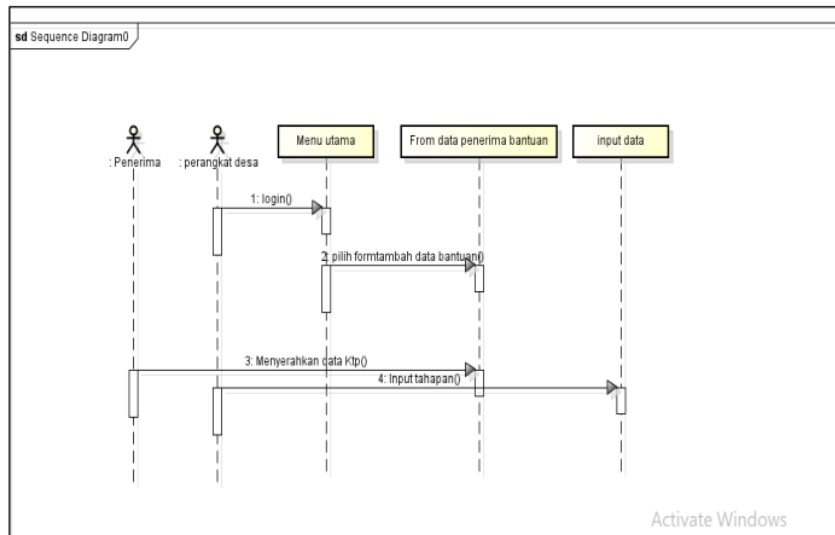 sd Sequence Diagram0
: Penerima
: perangkat desa
Menu utama
From data penerima bantuan
input data
1: login()
2: pilih formtambah data bantuan()
3: Menyerahkan data Ktp()
4: Input tahapan()
Activate Windows